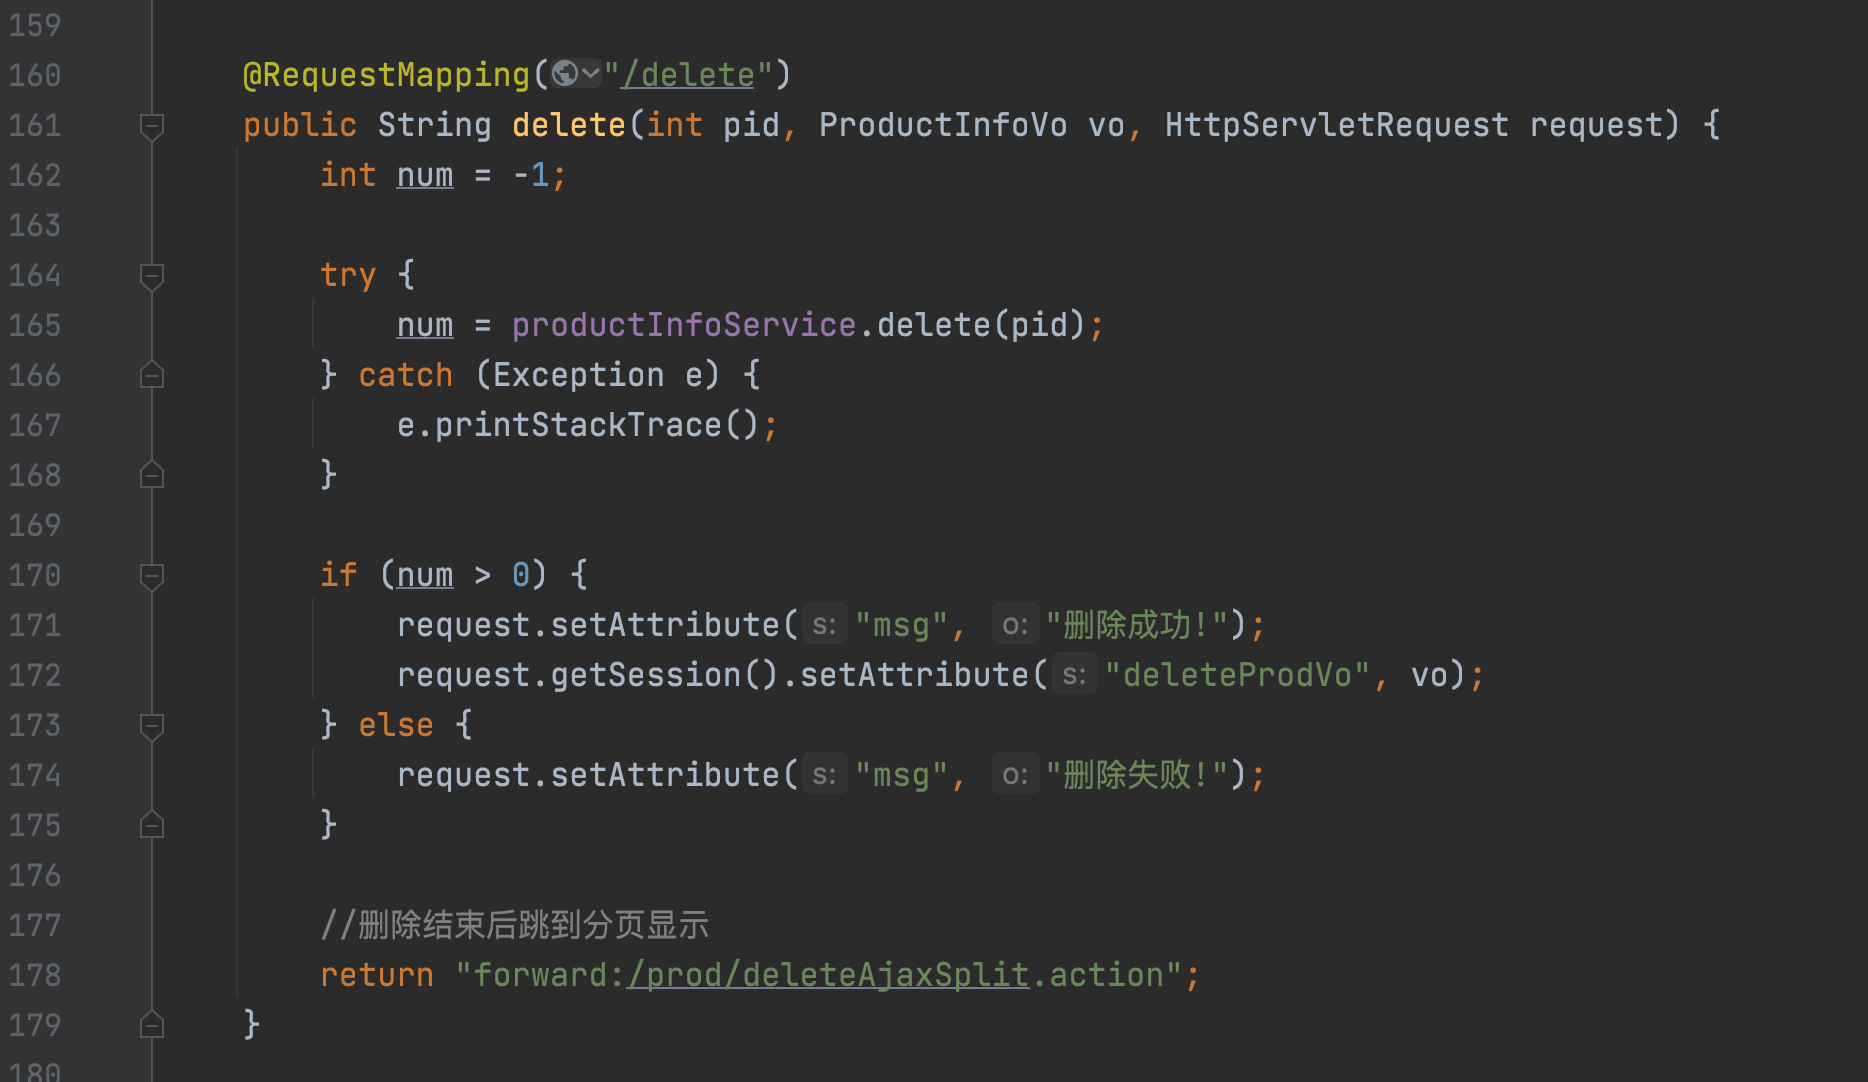 159
160 @RequestMapping("/delete")
161 public String delete(int pid, ProductInfoVo vo, HttpServletRequest request) {
162 int num = -1;
163
164 try {
165 num = productInfoService.delete(pid);
166 } catch (Exception e) {
167 e.printStackTrace();
168 }
169
170 if (num > 0) {
171 request.setAttribute( s: "msg", o: "删除成功!");
172 request.getSession().setAttribute( s: "deleteProdVo", vo);
173 } else {
174 request.setAttribute( s: "msg", o: "删除失败!");
175 }
176
177 //删除结束后跳到分页显示
178 return "forward:/prod/deleteAjaxSplit.action";
179 }
180